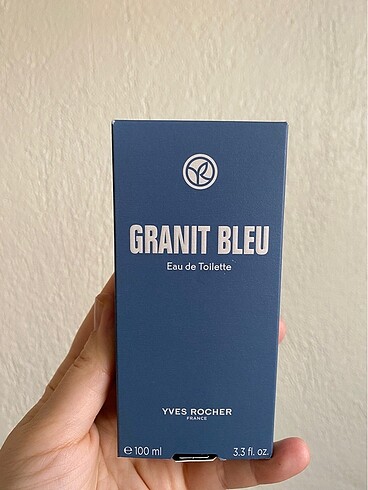 GRANIT BLEU
Eau de Toilette
YVES ROCHER
FRANCE
℮ 100 ml 3.3 fl. oz.